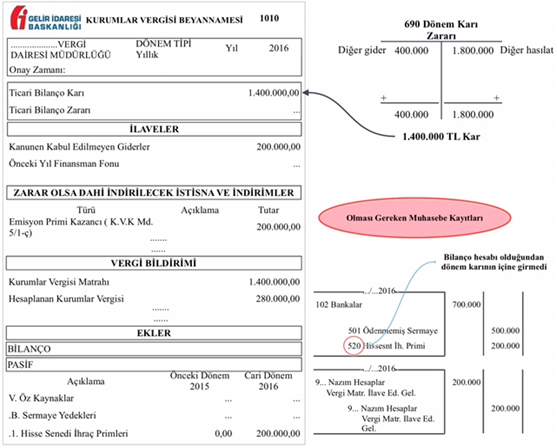 GELİR İDARESİ
BAŞKANLIĞI
KURUMLAR VERGİSİ BEYANNAMESİ 1010
....................VERGİ
DAİRESİ MÜDÜRLÜĞÜ
DÖNEM TİPİ
Yıllık
Yıl 2016
Onay Zamanı:
Ticari Bilanço Karı 1.400.000,00
Ticari Bilanço Zararı ...
İLAVELER
Kanunen Kabul Edilmeyen Giderler 200.000,00
Önceki Yıl Finansman Fonu ...
ZARAR OLSA DAHİ İNDİRİLECEK İSTİSNA VE İNDİRİMLER
Türü Açıklama Tutar
Emisyon Primi Kazancı ( K.V.K Md.
5/1-ç) 200.000,00
.......
......
VERGİ BİLDİRİMİ
Kurumlar Vergisi Matrahı 1.400.000,00
Hesaplanan Kurumlar Vergisi 280.000,00
.......
......
EKLER
BİLANÇO
PASİF
Açıklama Önceki Dönem Cari Dönem
2015 2016
V. Öz Kaynaklar ... ...
.B. Sermaye Yedekleri ... ...
.1. Hisse Senedi İhraç Primleri 0,00 200.000,00
690 Dönem Karı
Zararı
Diğer gider 400.000 1.800.000 Diğer hasılat
+ +
400.000 1.800.000
1.400.000 TL Kar
Olması Gereken Muhasebe Kayıtları
Bilanço hesabı olduğundan
dönem karının içine girmedi
../...2016
102 Bankalar 700.000
501 Ödenmemiş Sermaye 500.000
520 Hissesnt İh. Primi 200.000
../...2016
9... Nazım Hesaplar 200.000
Vergi Matr. İlave Ed. Gel.
9... Nazım Hesaplar 200.000
Vergi Matr. İlave Ed.
Gel.